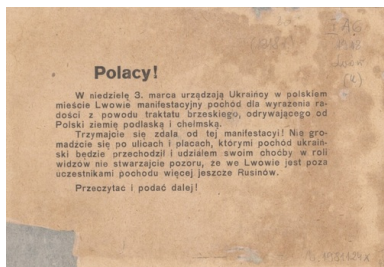 Polacy!
W niedzielę 3. marca urządzają Ukraińcy w polskiem
mieście Lwowie manifestacyjny pochód dla wyrażenia ra-
dości z powodu traktatu brzeskiego, odrywającego od
Polski ziemię podlaską i chełmską.
Trzymajcie się zdala od tej manifestacyi! Nie gro-
madźcie się po ulicach i placach, którymi pochód ukraiń-
ski będzie przechodził i udziałem swoim choćby w roli
widzów nie stwarzajcie pozoru, że we Lwowie jest poza
uczestnikami pochodu więcej jeszcze Rusinów.
Przeczytać i podać dalej!